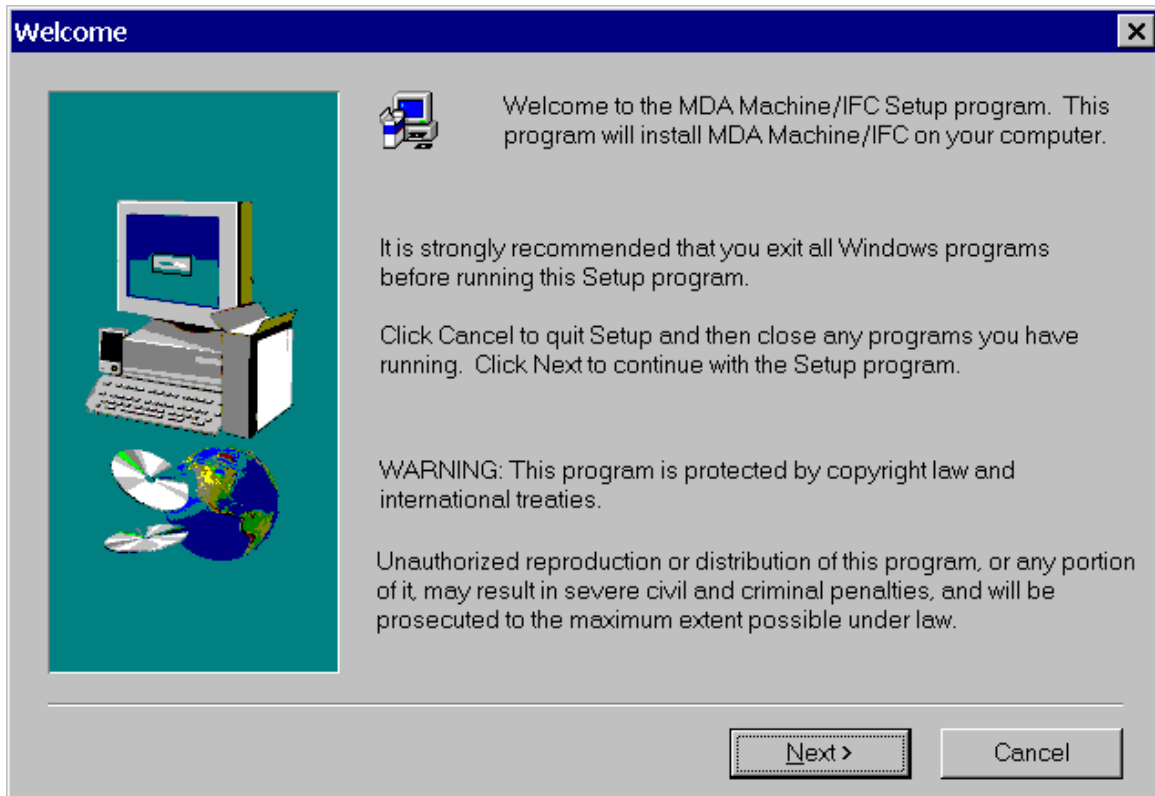 Welcome
Welcome to the MDA Machine/IFC Setup program.  This
program will install MDA Machine/IFC on your computer.
It is strongly recommended that you exit all Windows programs
before running this Setup program.
Click Cancel to quit Setup and then close any programs you have
running.  Click Next to continue with the Setup program.
WARNING: This program is protected by copyright law and
international treaties.
Unauthorized reproduction or distribution of this program, or any portion
of it, may result in severe civil and criminal penalties, and will be
prosecuted to the maximum extent possible under law.
Next >
Cancel